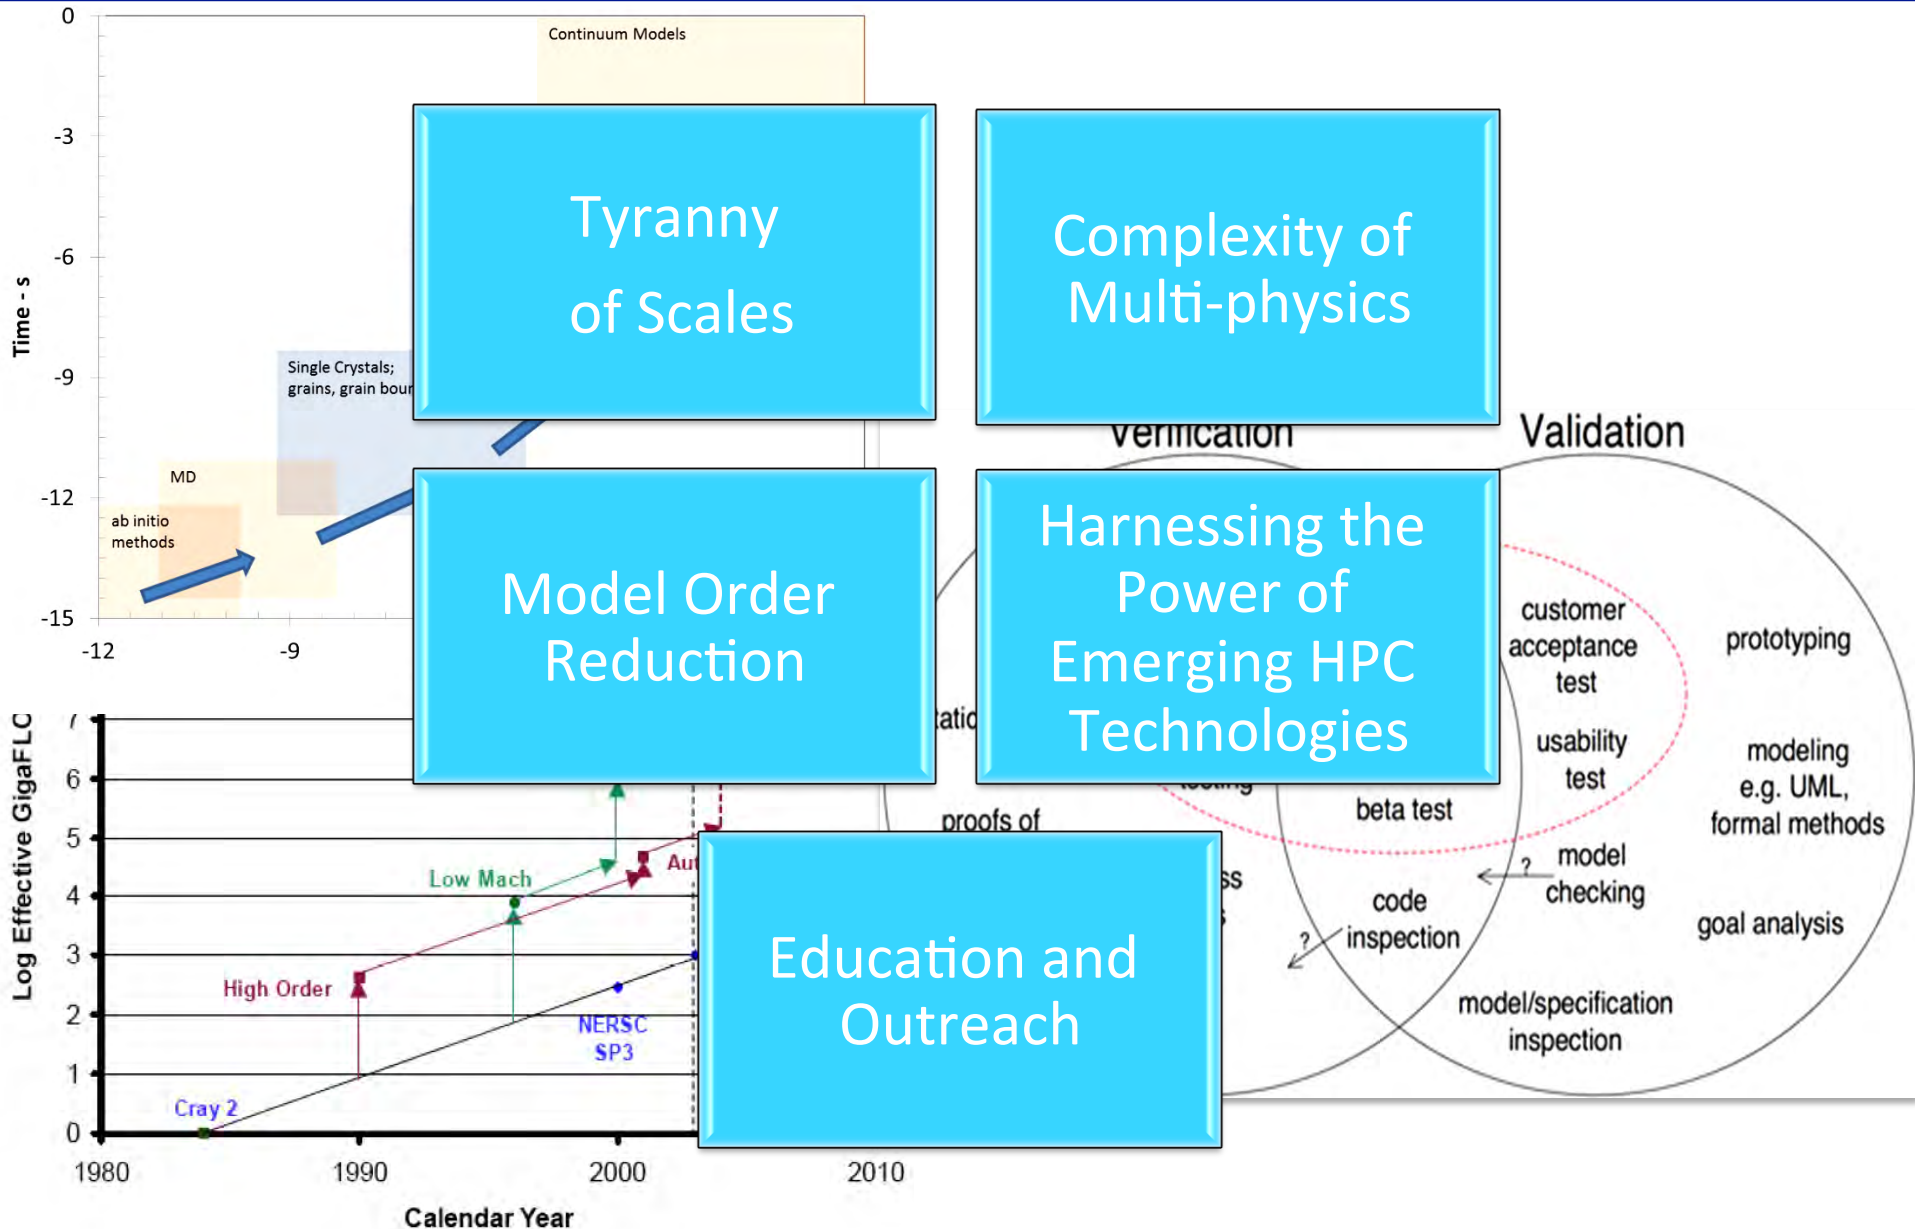 0
-3
-6
-9
-12
-15
-12
-9
Time - s
Continuum Models
Single Crystals;
grains, grain
MD
ab initio
methods
Tyranny
of Scales
Complexity of
Multi-physics
Model Order
Reduction
Harnessing the
Power of
Emerging HPC
Technologies
Education and
Outreach
Verification
Validation
customer
acceptance
test
usability
test
prototyping
modeling
e.g. UML,
formal methods
goal analysis
testing
beta test
proofs of
?
model
checking
code
inspection
?
model/specification
inspection
7
6
5
4
3
2
1
0
Log Effective
Low Mach
High Order
NERSC
SP3
Cray 2
1980
1990
2000
2010
Calendar Year